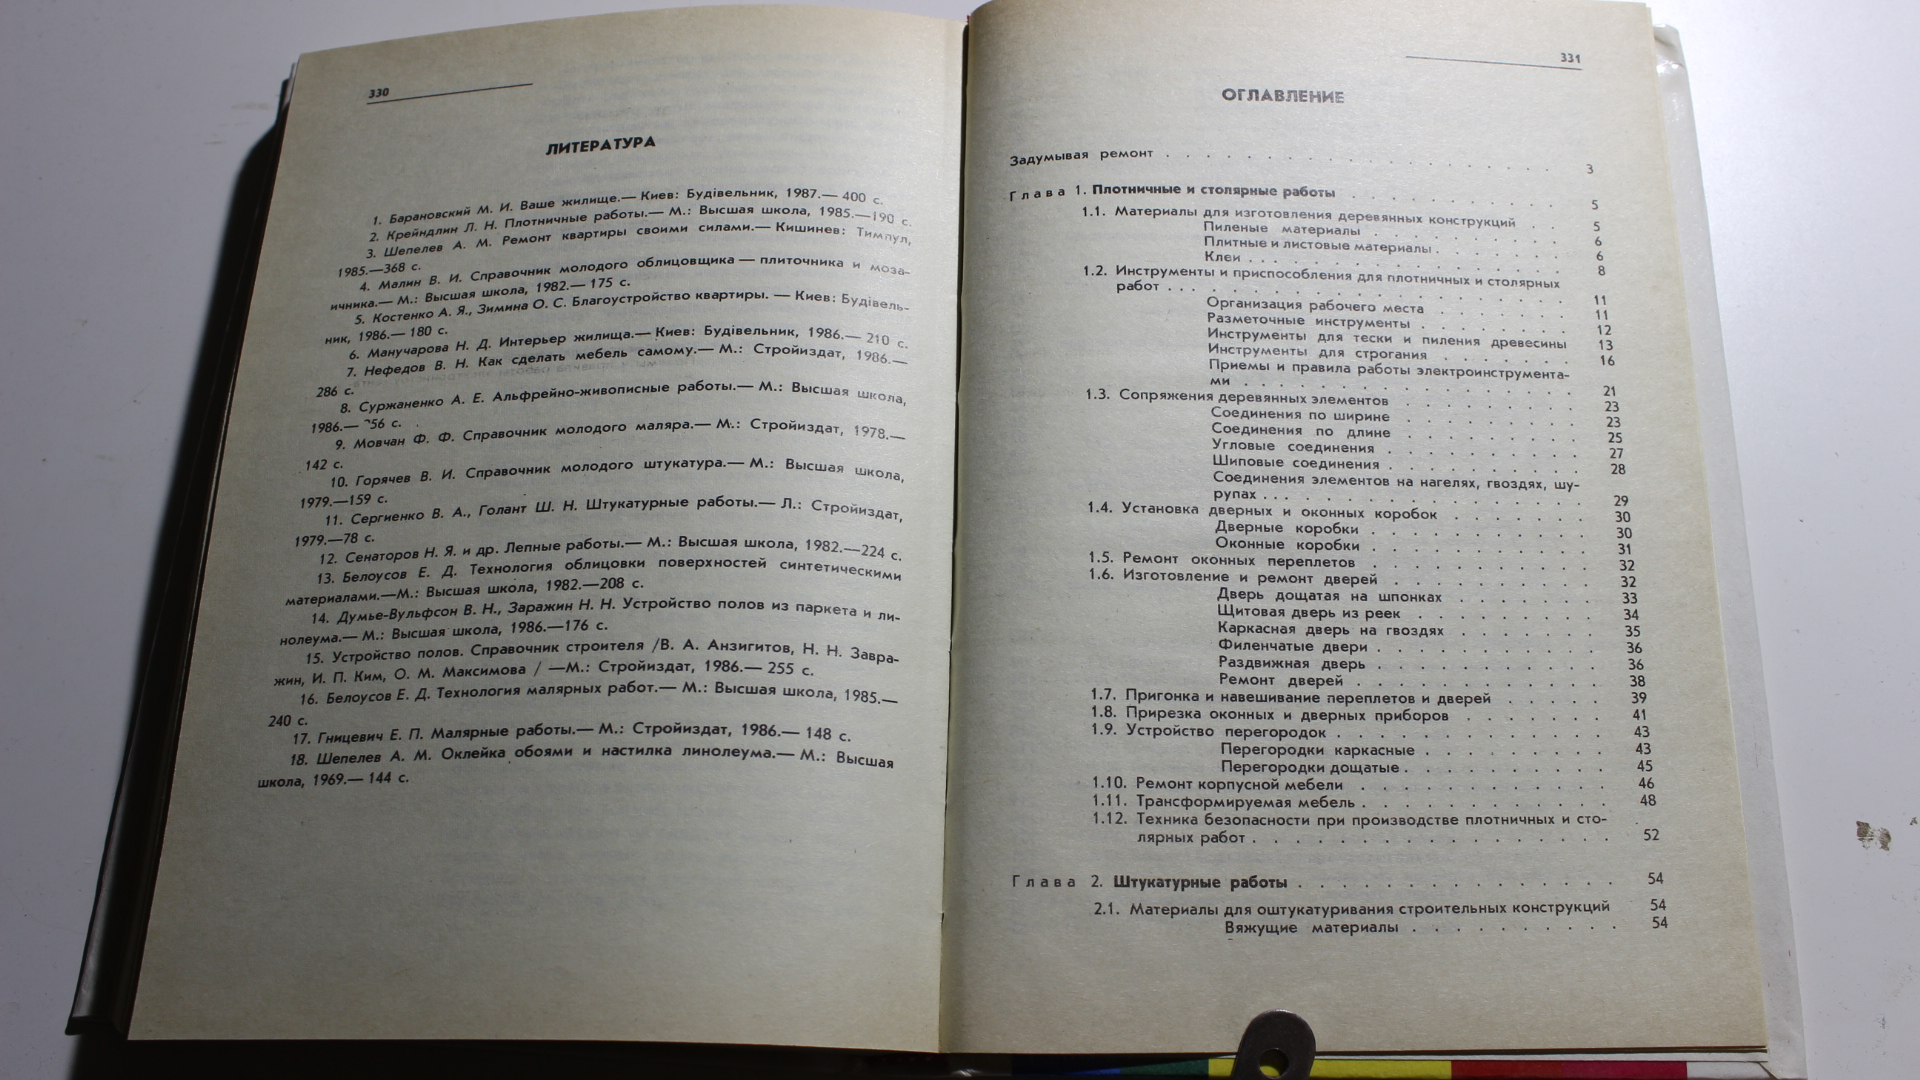 330
ЛИТЕРАТУРА
1. Барановский М. И. Ваше жилище.— Киев: Будівельник, 1987.— 400 с.
2. Крейндлин Л. Н. Плотничные работы.— М.: Высшая школа, 1985.—190 с.
3. Шепелев А. М. Ремонт квартиры своими силами.— Кишинев: Тимпул,
1985.—368 с.
4. Малин В. И. Справочник молодого облицовщика — плиточника и моза-
ичника.— М.: Высшая школа, 1982.— 175 с.
5. Костенко А. Я., Зимина О. С. Благоустройство квартиры. — Киев: Будівель-
ник, 1986.— 180 с.
6. Манучарова Н. Д. Интерьер жилища.— Киев: Будівельник, 1986.— 210 с.
7. Нефедов В. Н. Как сделать мебель самому.— М.: Стройиздат, 1986.—
286 с.
8. Суржаненко А. Е. Альфрейно-живописные работы.— М.: Высшая школа,
1986.— 56 с.
9. Мовчан Ф. Ф. Справочник молодого маляра.— М.: Стройиздат, 1978.—
142 с.
10. Горячев В. И. Справочник молодого штукатура.— М.: Высшая школа,
1979.—159 с.
11. Сергиенко В. А., Голант Ш. Н. Штукатурные работы.— Л.: Стройиздат,
1979.—78 с.
12. Сенаторов Н. Я. и др. Лепные работы.— М.: Высшая школа, 1982.—224 с.
13. Белоусов Е. Д. Технология облицовки поверхностей синтетическими
материалами.—М.: Высшая школа, 1982.—208 с.
14. Думье-Вульфсон В. Н., Заражин Н. Н. Устройство полов из паркета и ли-
нолеума.— М.: Высшая школа, 1986.—176 с.
15. Устройство полов. Справочник строителя /В. А. Анзигитов, Н. Н. Завра-
жин, И. П. Ким, О. М. Максимова / —М.: Стройиздат, 1986.— 255 с.
16. Белоусов Е. Д. Технология малярных работ.— М.: Высшая школа, 1985.—
240 с.
17. Гницевич Е. П. Малярные работы.— М.: Стройиздат, 1986.— 148 с.
18. Шепелев А. М. Оклейка обоями и настилка линолеума.— М.: Высшая
школа, 1969.— 144 с.
331
ОГЛАВЛЕНИЕ
Задумывая ремонт . . . . . . . . . . 3
Глава 1. Плотничные и столярные работы . . . . . . . . . . 5
1.1. Материалы для изготовления деревянных конструкций . . 5
Пиленые материалы . . . . . . . . . . 6
Плитные и листовые материалы . . . . . . . . . . 6
Клеи . . . . . . . . . . 8
1.2. Инструменты и приспособления для плотничных и столярных
работ . . . . . . . . . . 11
Организация рабочего места . . . . . . . . 11
Разметочные инструменты . . . . . . . . 12
Инструменты для тески и пиления древесины 13
Инструменты для строгания . . . . . . . 16
Приемы и правила работы электроинструмента-
ми . . . . . . . . . . 21
1.3. Сопряжения деревянных элементов . . . . . . . . 23
Соединения по ширине . . . . . . . . 23
Соединения по длине . . . . . . . . 25
Угловые соединения . . . . . . . . 27
Шиповые соединения . . . . . . . . 28
Соединения элементов на нагелях, гвоздях, шу-
рупах . . . . . . . . . . 29
1.4. Установка дверных и оконных коробок . . . . . . . 30
Дверные коробки . . . . . . . . . 30
Оконные коробки . . . . . . . . . 31
1.5. Ремонт оконных переплетов . . . . . . . . . 32
1.6. Изготовление и ремонт дверей . . . . . . . . . 32
Дверь дощатая на шпонках . . . . . . . 33
Щитовая дверь из реек . . . . . . . . 34
Каркасная дверь на гвоздях . . . . . . . 35
Филенчатые двери . . . . . . . . . 36
Раздвижная дверь . . . . . . . . . 36
Ремонт дверей . . . . . . . . . . 38
1.7. Пригонка и навешивание переплетов и дверей . . . . . 39
1.8. Прирезка оконных и дверных приборов . . . . . . 41
1.9. Устройство перегородок . . . . . . . . . . 43
Перегородки каркасные . . . . . . . . 43
Перегородки дощатые . . . . . . . . 45
1.10. Ремонт корпусной мебели . . . . . . . . . . 46
1.11. Трансформируемая мебель . . . . . . . . . . 48
1.12. Техника безопасности при производстве плотничных и сто-
лярных работ . . . . . . . . . . 52
Глава 2. Штукатурные работы . . . . . . . . . . 54
2.1. Материалы для оштукатуривания строительных конструкций 54
Вяжущие материалы . . . . . . . . . 54